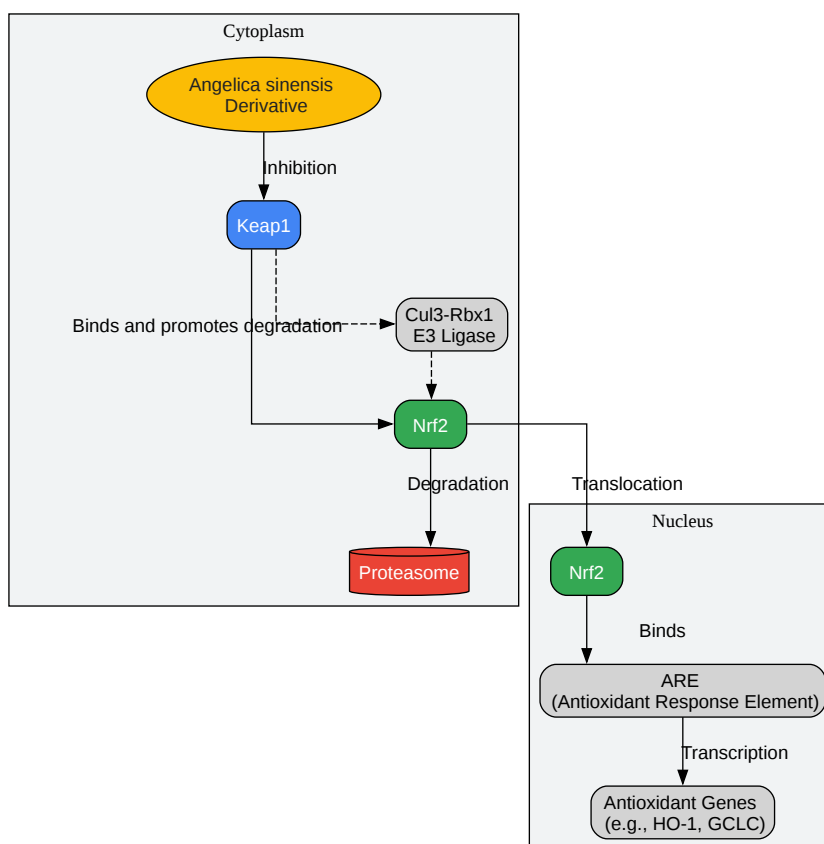 Cytoplasm
Angelica sinensis
Derivative
Inhibition
Keap1
Binds and promotes degradation
Cul3-Rbx1
E3 Ligase
Nrf2
Degradation
Translocation
Proteasome
Nucleus
Nrf2
Binds
ARE
(Antioxidant Response Element)
Transcription
Antioxidant Genes
(e.g., HO-1, GCLC)